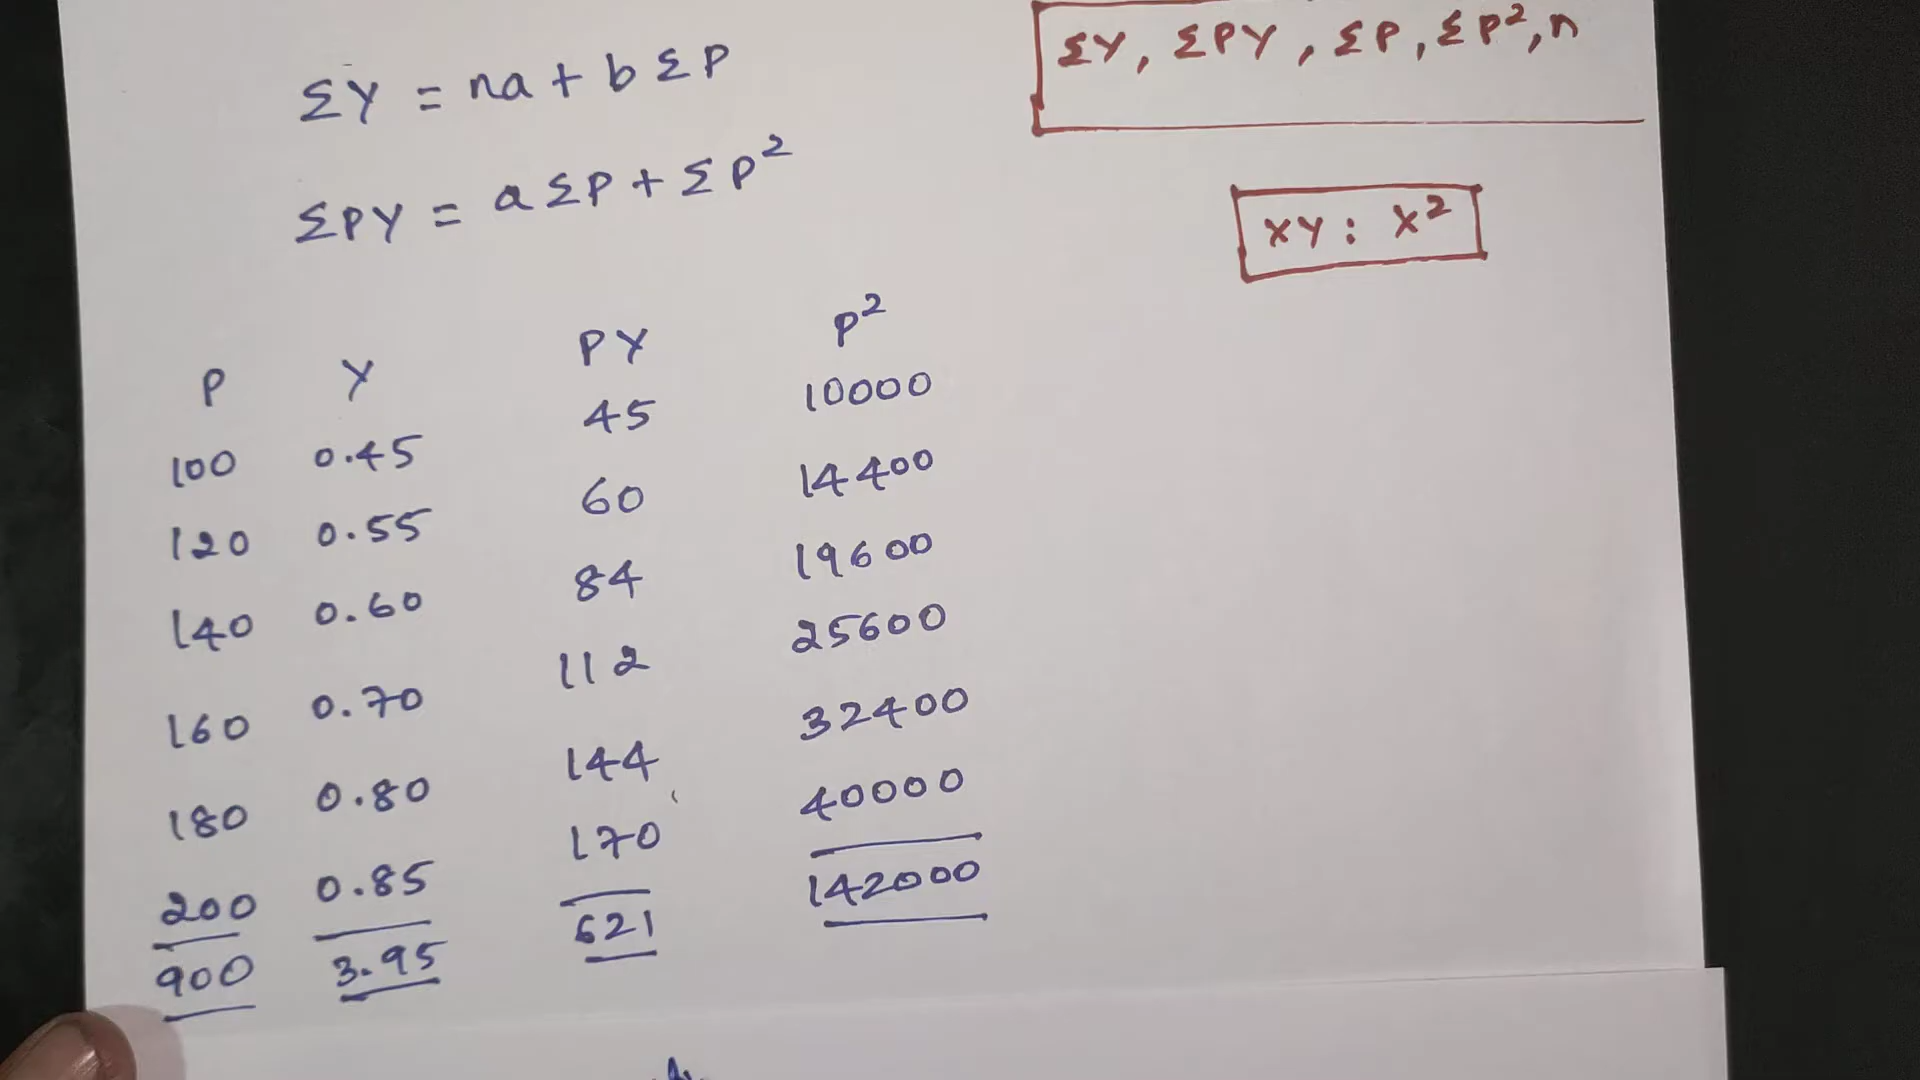 ΣY = na + bΣP
ΣPY = aΣP + ΣP²
ΣY, ΣPY, ΣP, ΣP², n
XY : X²
P Y PY P²
100 0.45 45 10000
120 0.55 60 14400
140 0.60 84 19600
160 0.70 112 25600
180 0.80 144 32400
200 0.85 170 40000
900 3.95 621 142000